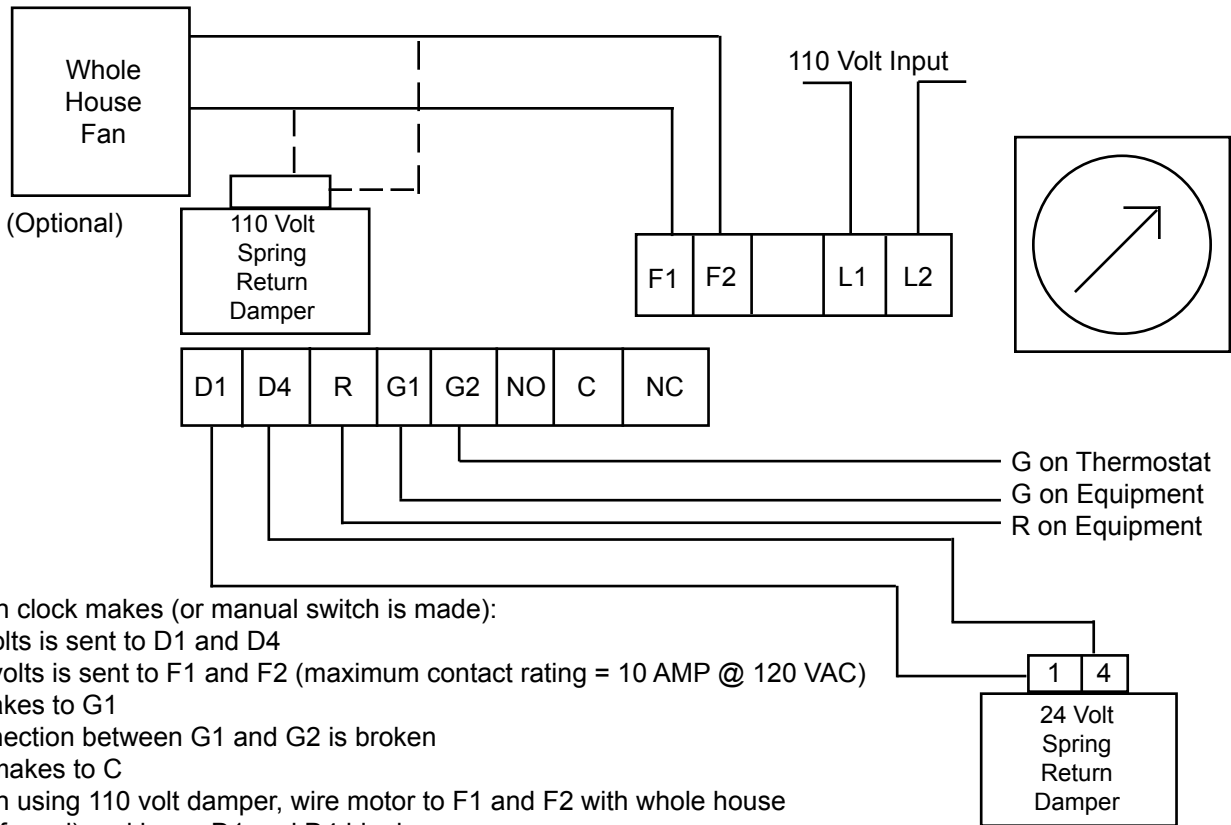 Whole
House
Fan
(Optional)
110 Volt Input
110 Volt
Spring
Return
Damper
F1 F2 L1 L2
D1 D4 R G1 G2 NO C NC
G on Thermostat
G on Equipment
R on Equipment
n clock makes (or manual switch is made):
olts is sent to D1 and D4
volts is sent to F1 and F2 (maximum contact rating = 10 AMP @ 120 VAC)
akes to G1
nection between G1 and G2 is broken
makes to C
n using 110 volt damper, wire motor to F1 and F2 with whole house
1 4
24 Volt
Spring
Return
Damper